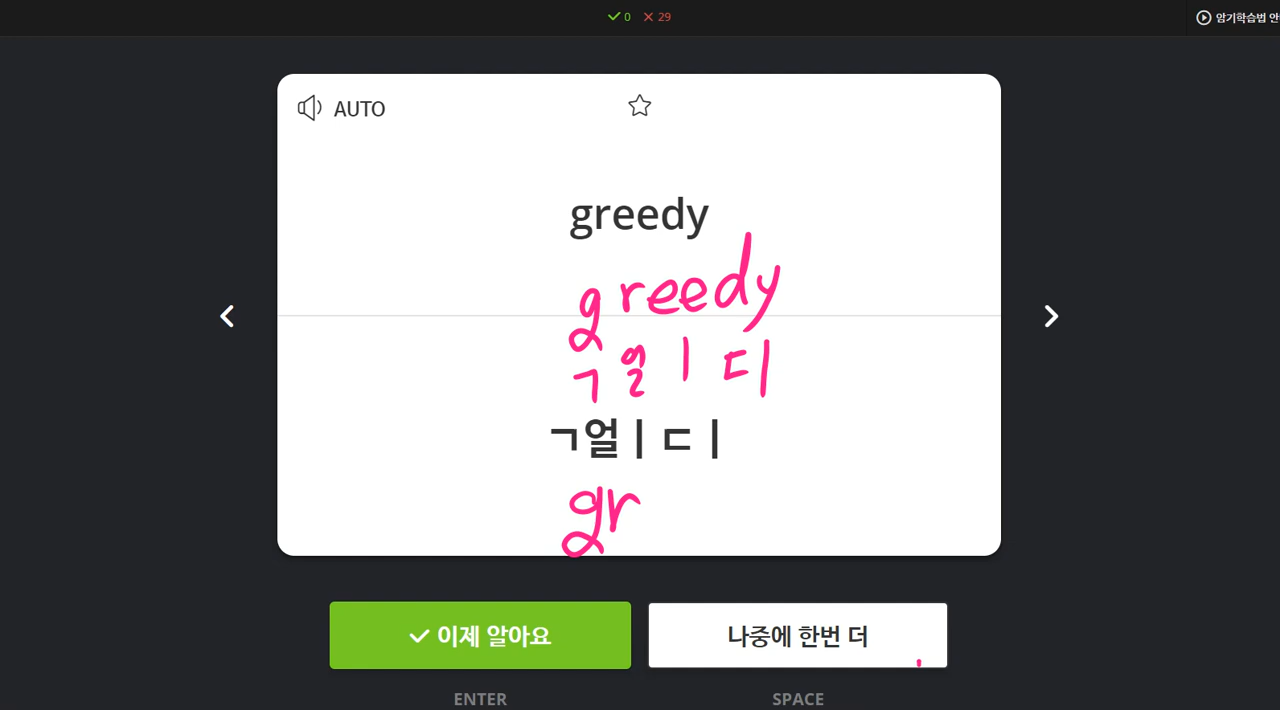 0 29
암기학습법 안
AUTO
greedy
greedy
ㄱ얼ㅣ디
ㄱ얼ㅣㄷㅣ
gr
이제 알아요
나중에 한번 더
ENTER
SPACE